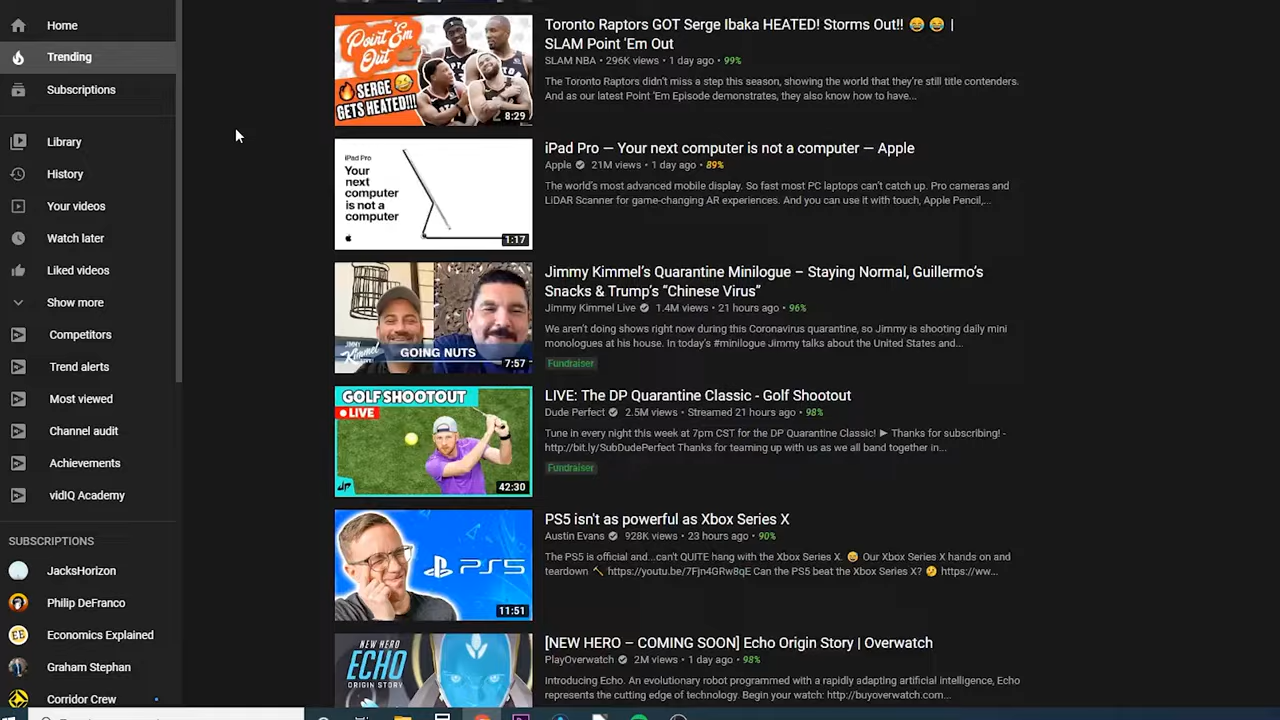 Home
Trending
Subscriptions
Library
History
Your videos
Watch later
Liked videos
Show more
Competitors
Trend alerts
Most viewed
Channel audit
Achievements
vidIQ Academy
SUBSCRIPTIONS
JacksHorizon
Philip DeFranco
Economics Explained
Graham Stephan
Corridor Crew
Point 'Em Out
🔥 SERGE 🤣
GETS HEATED!!!
8:29
Toronto Raptors GOT Serge Ibaka HEATED! Storms Out!! 😂 😂 |
SLAM Point 'Em Out
SLAM NBA • 296K views • 1 day ago • 99%
The Toronto Raptors didn't miss a step this season, showing the world that they're still title contenders.
And as our latest Point 'Em Episode demonstrates, they also know how to have...
iPad Pro
Your
next
computer
is not a
computer
1:17
iPad Pro — Your next computer is not a computer — Apple
Apple • 21M views • 1 day ago • 89%
The world's most advanced mobile display. So fast most PC laptops can't catch up. Pro cameras and
LiDAR Scanner for game-changing AR experiences. And you can use it with touch, Apple Pencil,...
JIMMY
Kimmel
GOING NUTS
7:57
Jimmy Kimmel's Quarantine Minilogue – Staying Normal, Guillermo's
Snacks & Trump's “Chinese Virus”
Jimmy Kimmel Live • 1.4M views • 21 hours ago • 96%
We aren't doing shows right now during this Coronavirus quarantine, so Jimmy is shooting daily mini
monologues at his house. In today's #minilogue Jimmy talks about the United States and...
Fundraiser
GOLF SHOOTOUT
LIVE
dp
42:30
LIVE: The DP Quarantine Classic - Golf Shootout
Dude Perfect • 2.5M views • Streamed 21 hours ago • 98%
Tune in every night this week at 7pm CST for the DP Quarantine Classic! ► Thanks for subscribing! -
http://bit.ly/SubDudePerfect Thanks for teaming up with us as we all band together in...
Fundraiser
PS5
11:51
PS5 isn't as powerful as Xbox Series X
Austin Evans • 928K views • 23 hours ago • 90%
The PS5 is official and...can't QUITE hang with the Xbox Series X. 😅 Our Xbox Series X hands on and
teardown 🔨 https://youtu.be/7Fjn4GRw8qE Can the PS5 beat the Xbox Series X? 🤔 https://ww...
NEW HERO
ECHO
ORIGIN STORY
[NEW HERO – COMING SOON] Echo Origin Story | Overwatch
PlayOverwatch • 2M views • 1 day ago • 98%
Introducing Echo. An evolutionary robot programmed with a rapidly adapting artificial intelligence, Echo
represents the cutting edge of technology. Begin your watch: http://buyoverwatch.com...